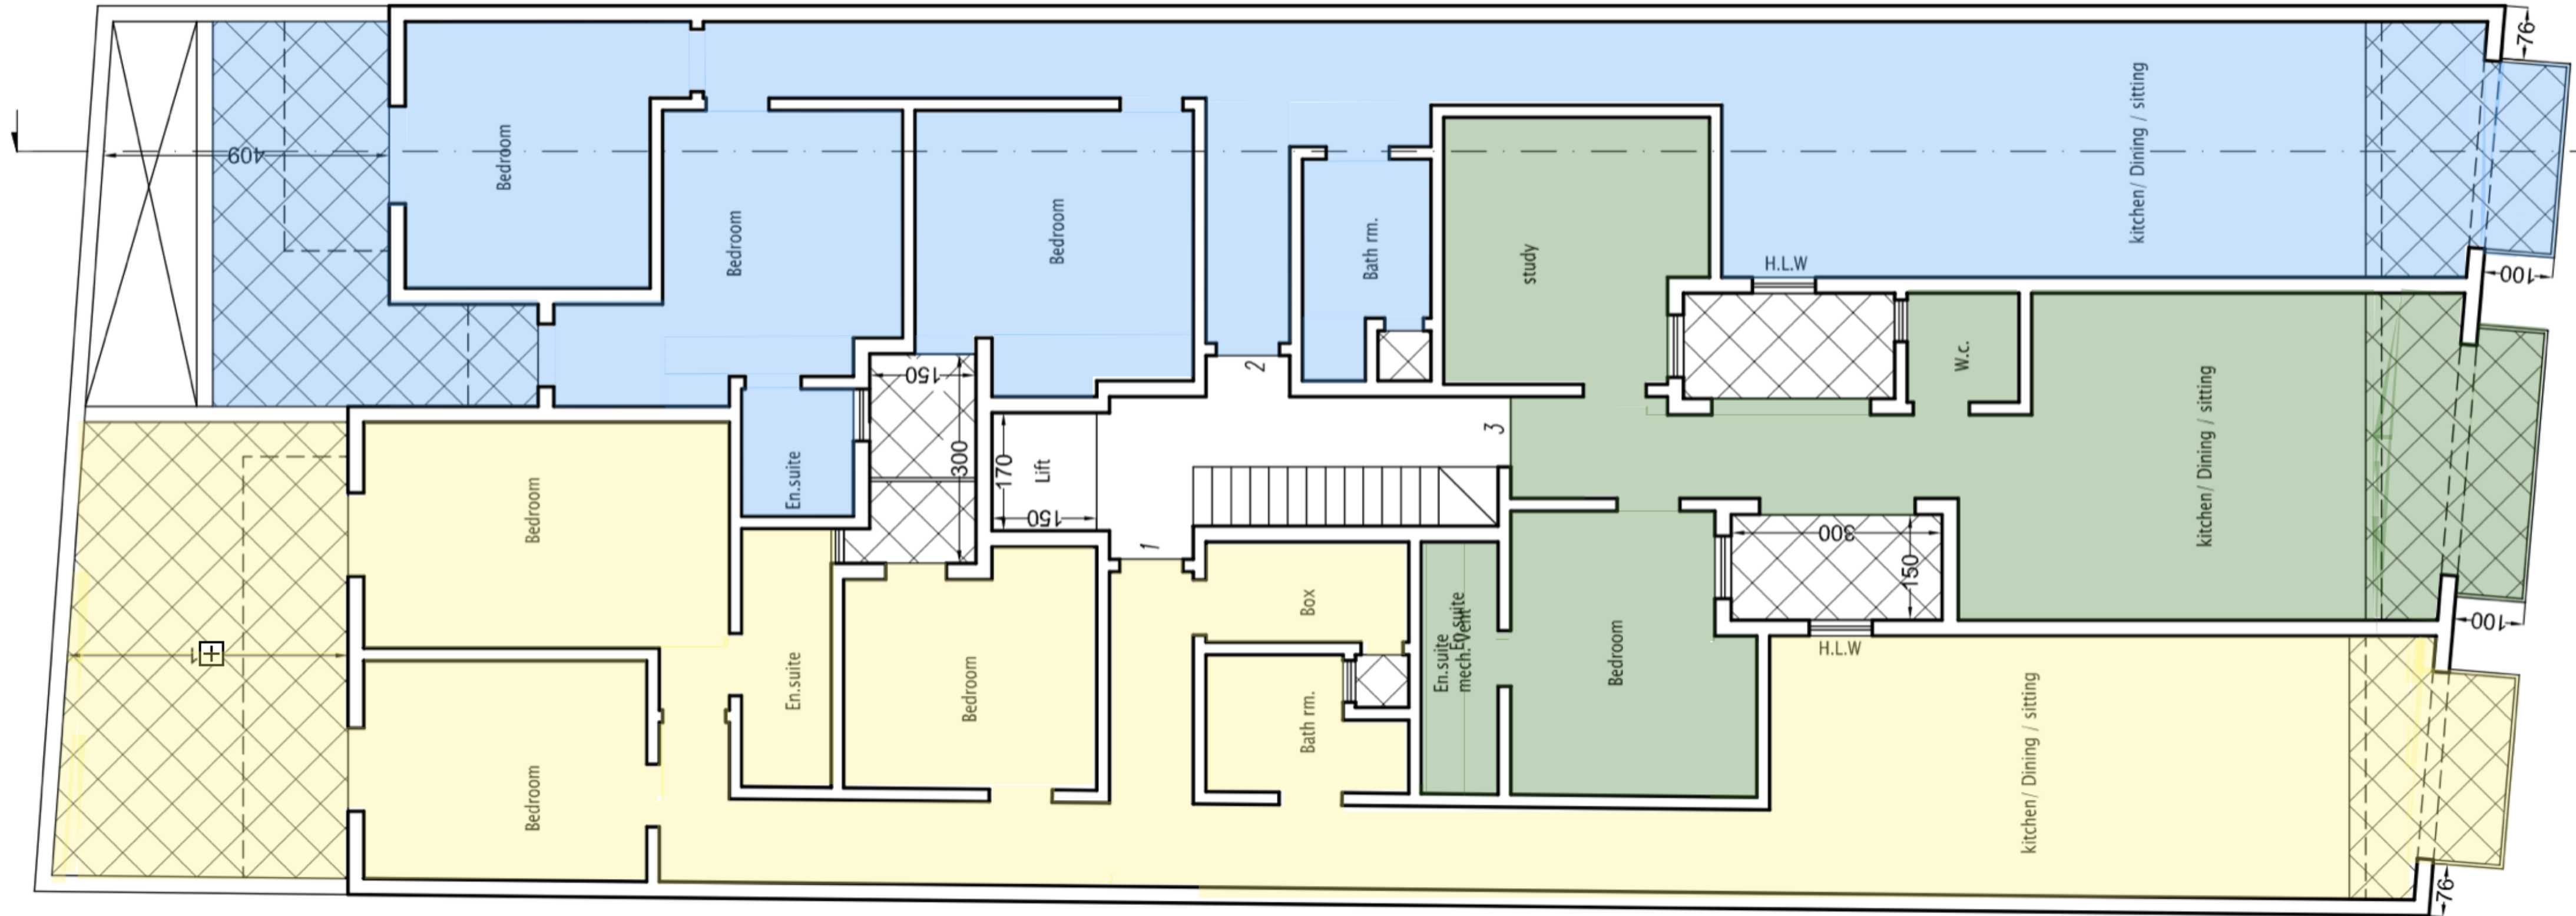 76
kitchen/ Dining / sitting
Bedroom
409
Bedroom
Bedroom
Bath rm.
study
H.L.W
100
2
W.c.
150
kitchen/ Dining / sitting
3
300
170
Lift
En.suite
Bedroom
150
1
300
150
Box
En.suite
mech. Vent
En.suite
Bedroom
100
H.L.W
En.suite
Bedroom
Bath rm.
kitchen/ Dining / sitting
Bedroom
76